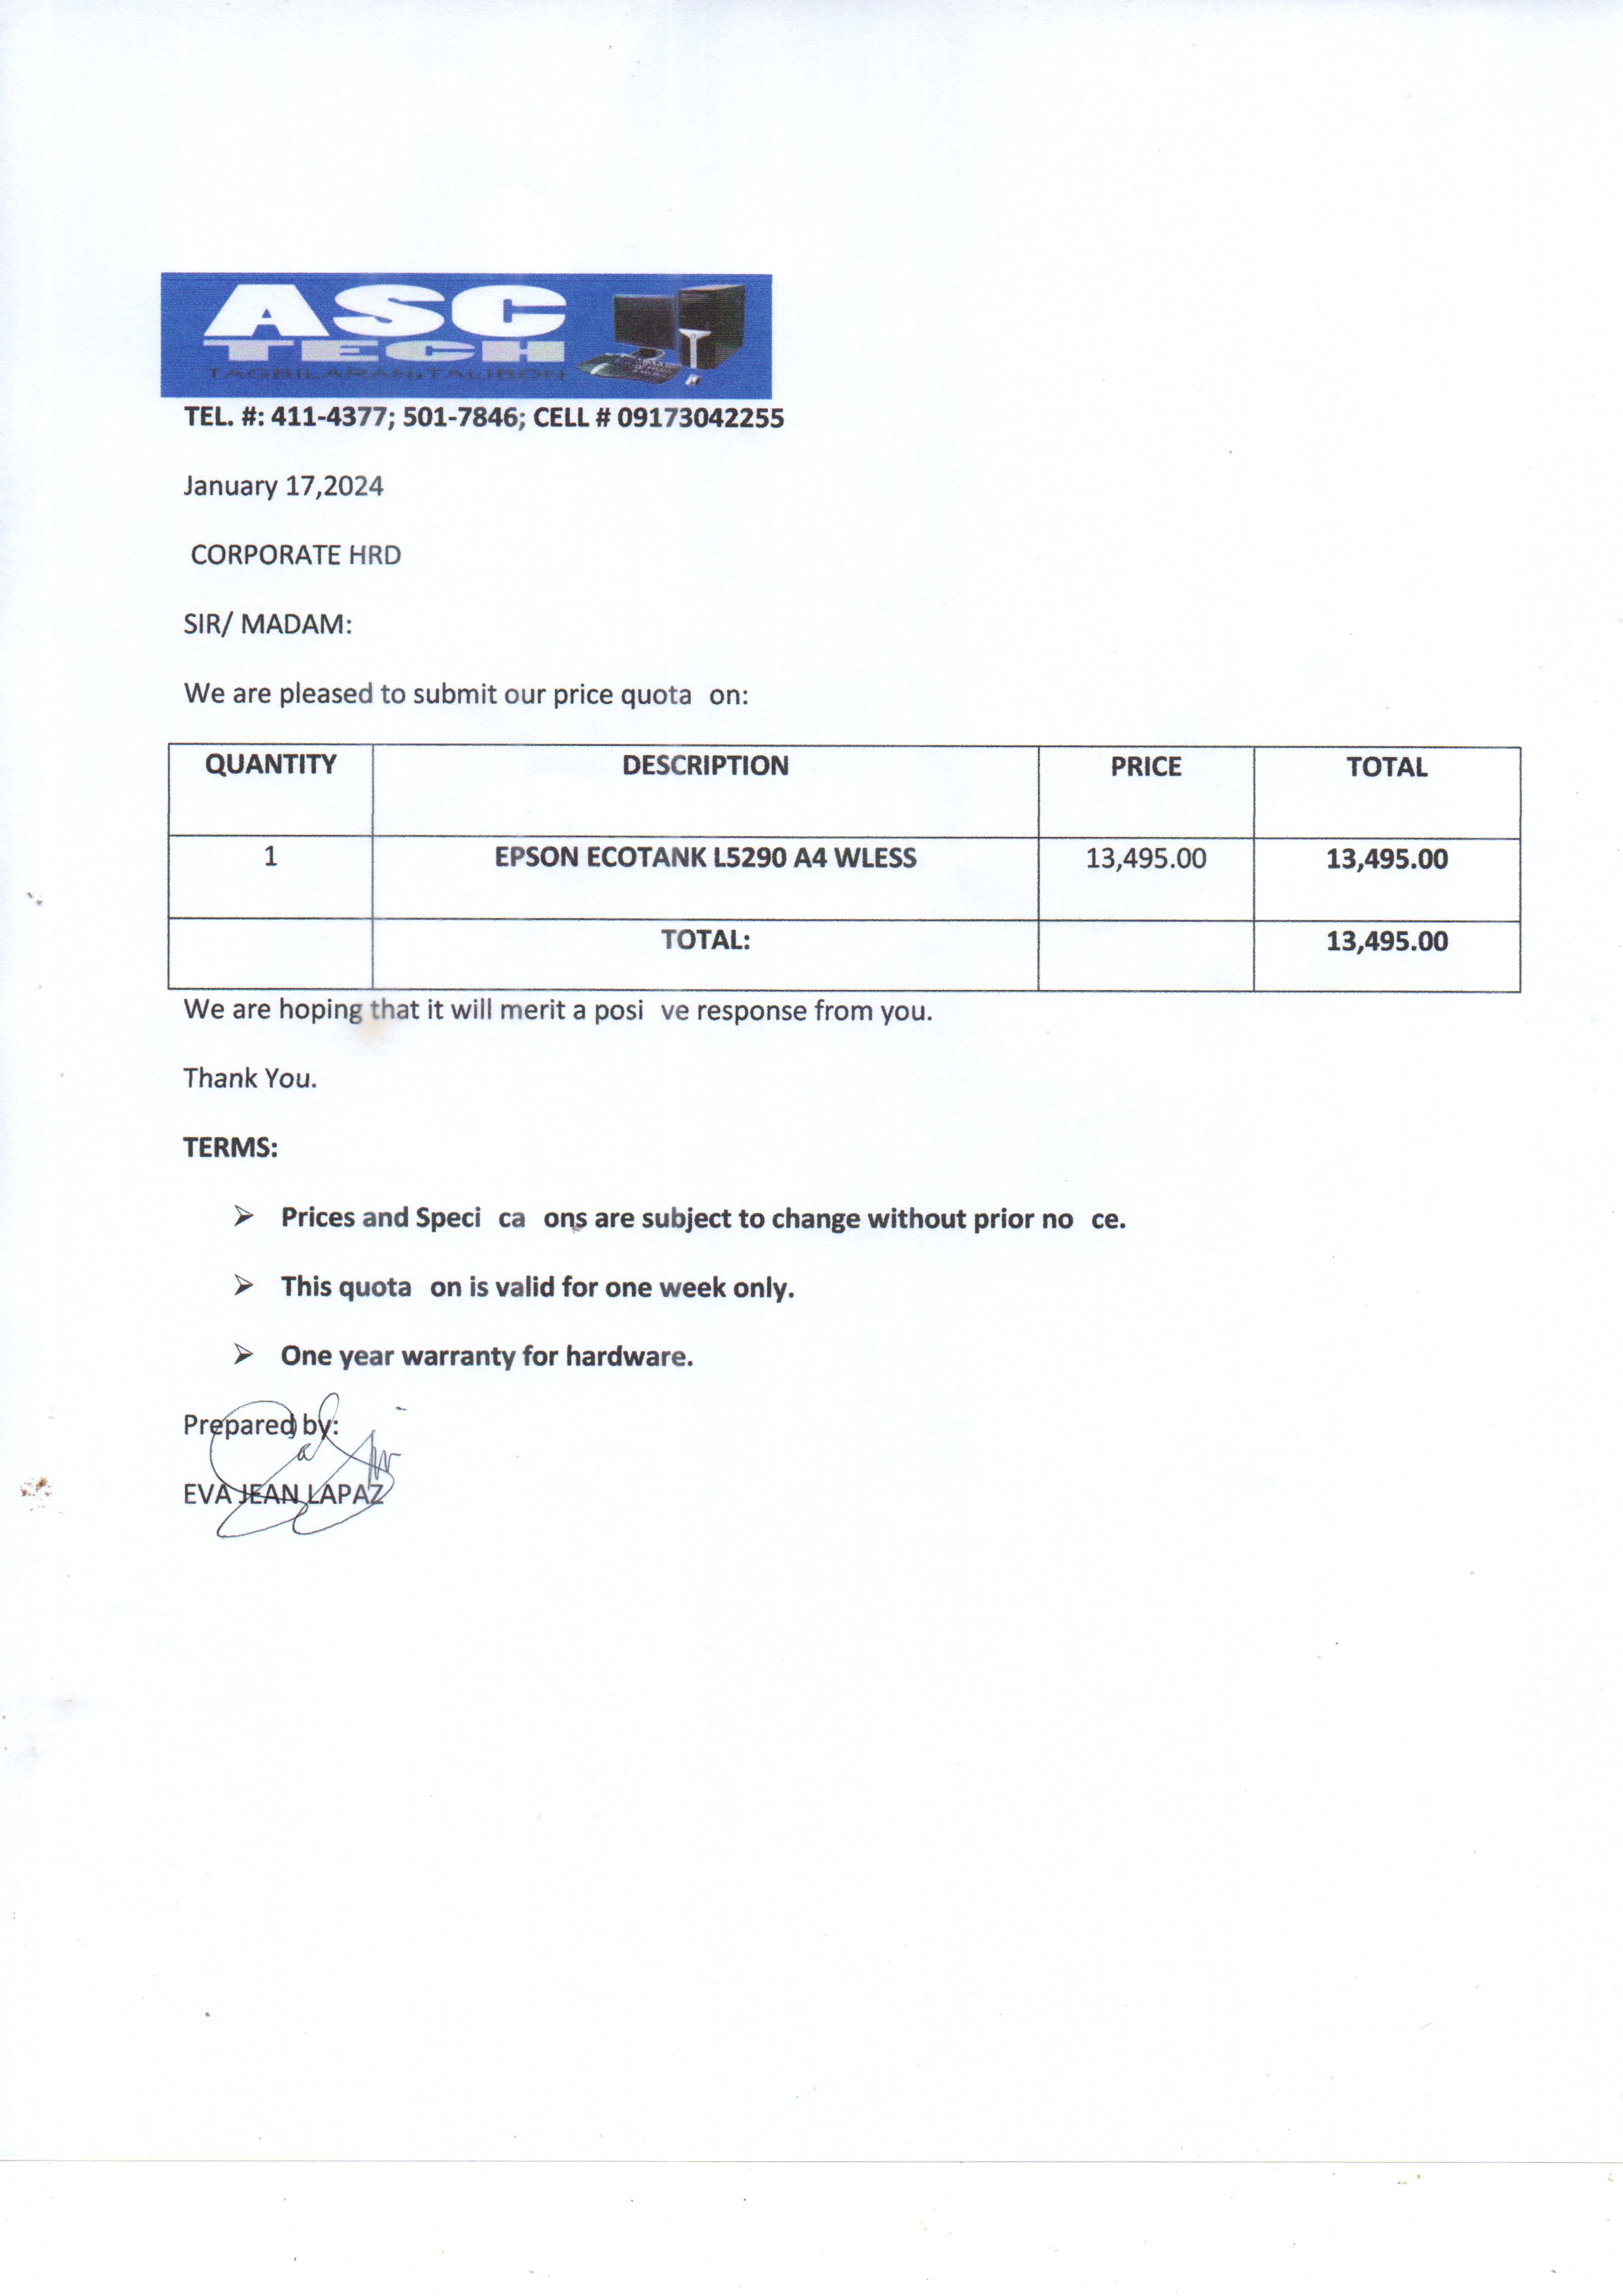 ASC
TECH
TAGBILARAN&TALIBON
TEL. #: 411-4377; 501-7846; CELL # 09173042255
January 17,2024
CORPORATE HRD
SIR/ MADAM:
We are pleased to submit our price quota on:
QUANTITY DESCRIPTION PRICE TOTAL
1 EPSON ECOTANK L5290 A4 WLESS 13,495.00 13,495.00
TOTAL: 13,495.00
We are hoping that it will merit a posi ve response from you.
Thank You.
TERMS:
➢ Prices and Speci ca ons are subject to change without prior no ce.
➢ This quota on is valid for one week only.
➢ One year warranty for hardware.
Prepared by:
EVA JEAN LAPAZ